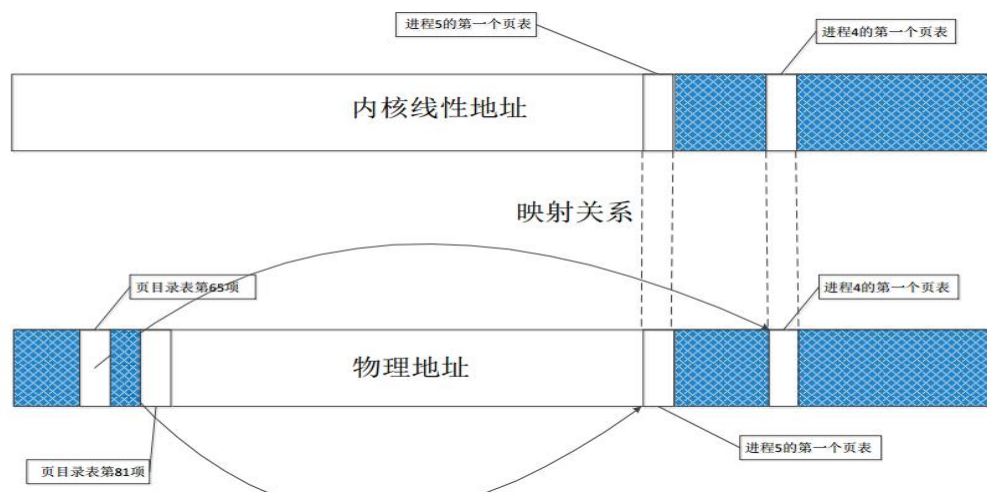 进程5的第一个页表
进程4的第一个页表
内核线性地址
映射关系
页目录表第65项
进程4的第一个页表
物理地址
进程5的第一个页表
页目录表第81项